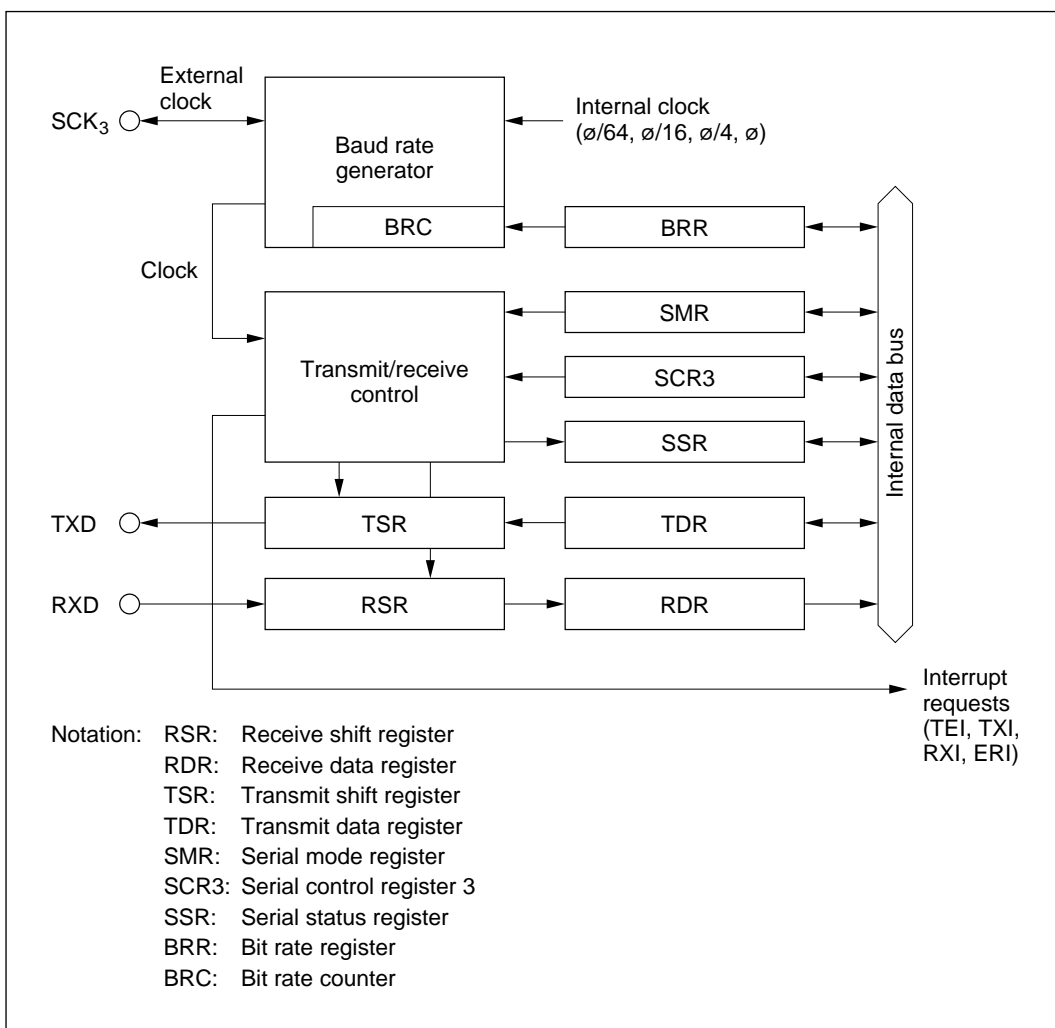 External
clock
SCK3
Internal clock
(ø/64, ø/16, ø/4, ø)
Baud rate
generator
BRC
BRR
Clock
SMR
Transmit/receive
control
SCR3
SSR
Internal data bus
TXD
TSR
TDR
RXD
RSR
RDR
Interrupt
requests
(TEI, TXI,
RXI, ERI)
Notation: RSR: Receive shift register
RDR: Receive data register
TSR: Transmit shift register
TDR: Transmit data register
SMR: Serial mode register
SCR3: Serial control register 3
SSR: Serial status register
BRR: Bit rate register
BRC: Bit rate counter